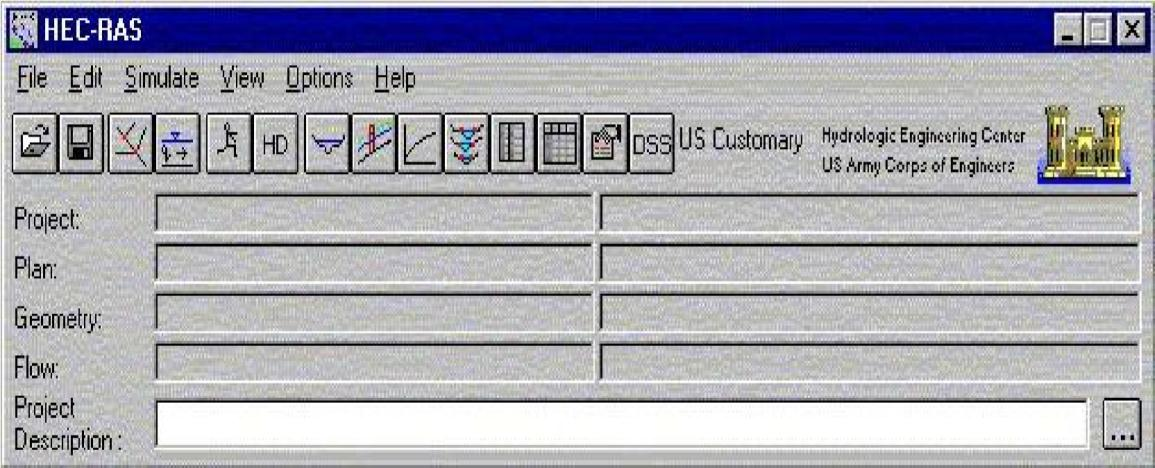 HEC-RAS
File Edit Simulate View Options Help
HD DSS US Customary
Hydrologic Engineering Center
US Army Corps of Engineers
Project:
Plan:
Geometry:
Flow:
Project
Description :
...